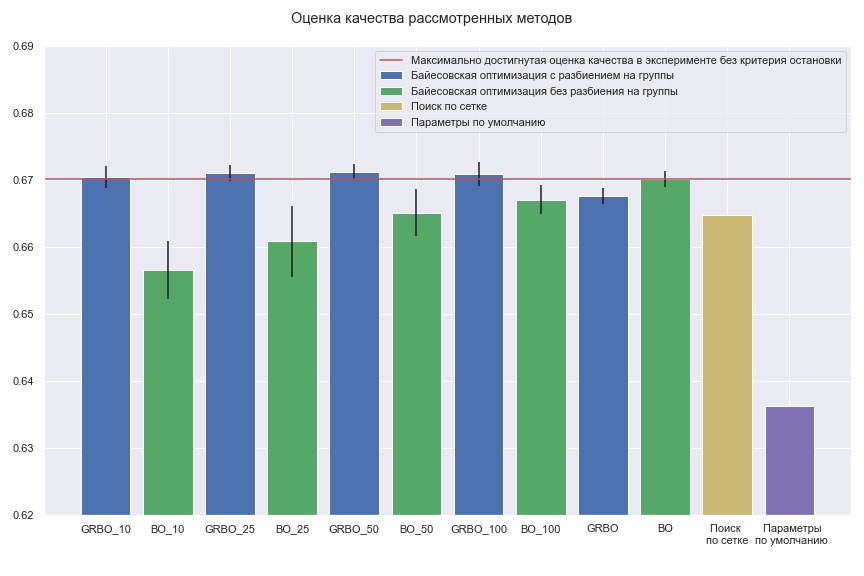 Оценка качества рассмотренных методов
0.69
0.68
0.67
0.66
0.65
0.64
0.63
0.62
Максимально достигнутая оценка качества в эксперименте без критерия остановки
Байесовская оптимизация с разбиением на группы
Байесовская оптимизация без разбиения на группы
Поиск по сетке
Параметры по умолчанию
GRBO_10
BO_10
GRBO_25
BO_25
GRBO_50
BO_50
GRBO_100
BO_100
GRBO
BO
Поиск
по сетке
Параметры
по умолчанию